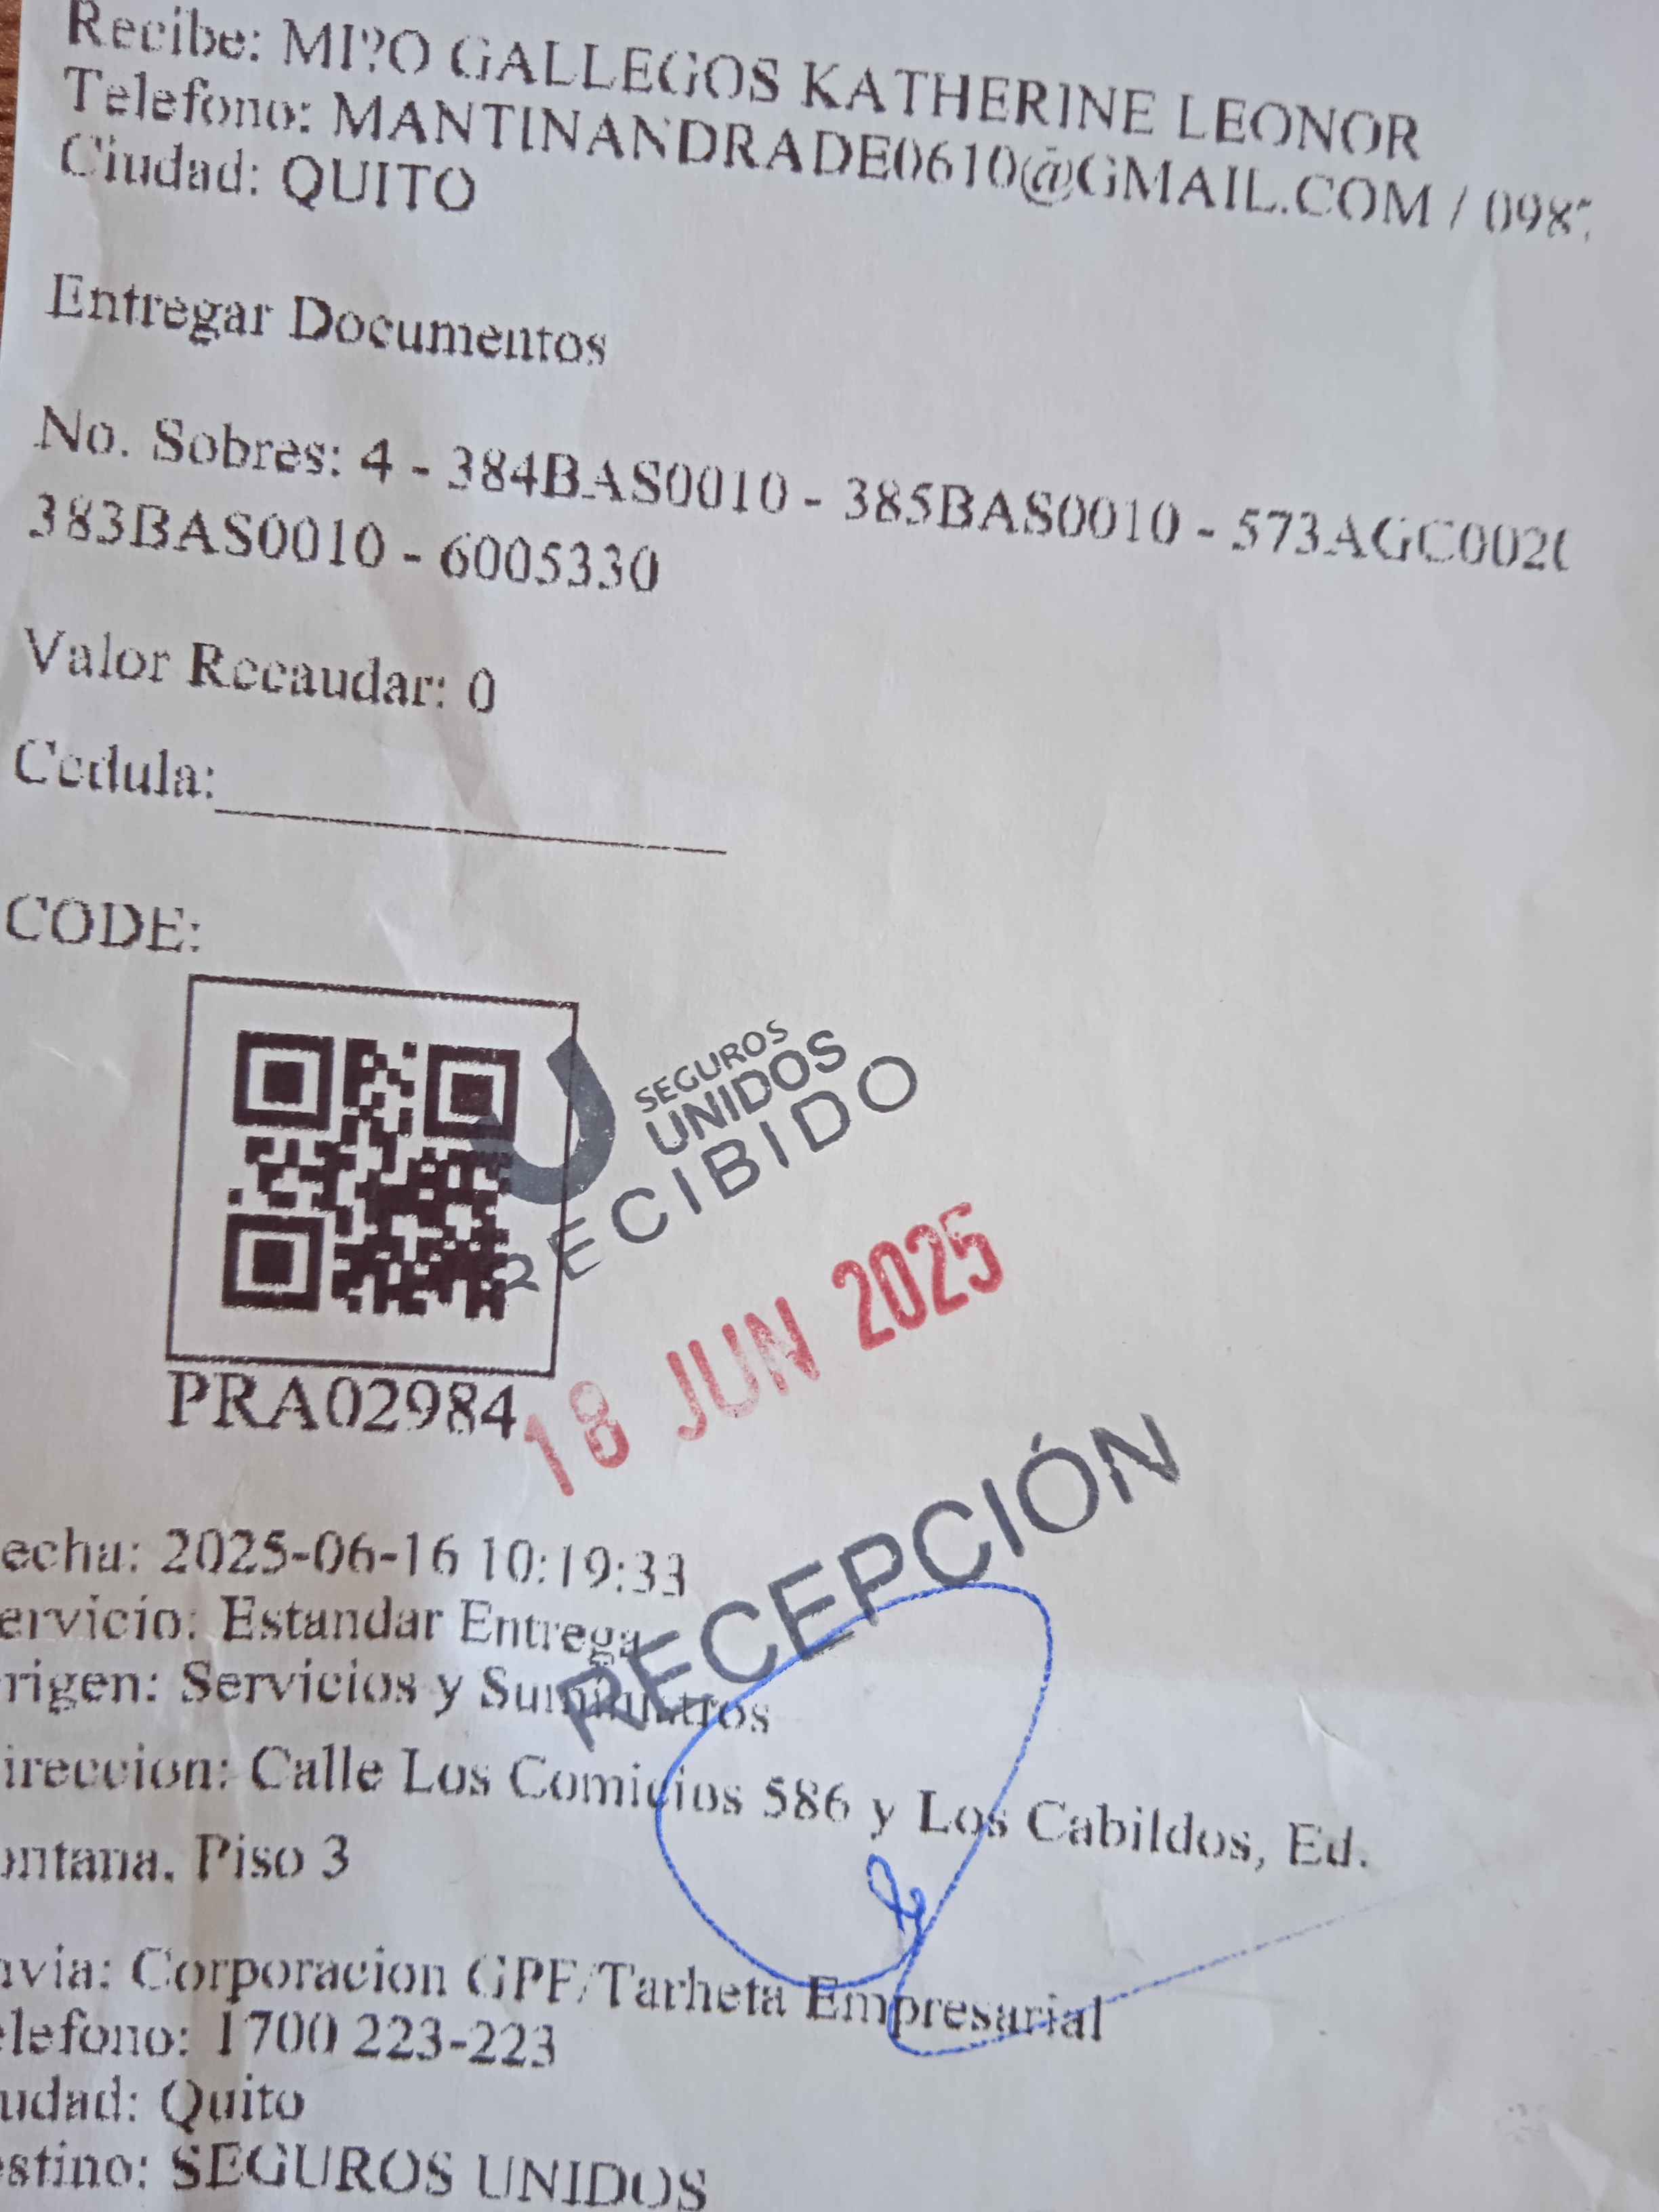 Recibe: MI?O GALLEGOS KATHERINE LEONOR
Telefono: MANTINANDRADE0610@GMAIL.COM / 098
Ciudad: QUITO
Entregar Documentos
No. Sobres: 4 - 384BAS0010 - 385BAS0010 - 573AGC002
383BAS0010 - 6005330
Valor Recaudar: 0
Cedula:
CODE:
SEGUROS
UNIDOS
RECIBIDO
PRA02984
18 JUN 2025
RECEPCIÓN
echa: 2025-06-16 10:19:33
ervicio: Estandar Entrega
rigen: Servicios y Suministros
ireccion: Calle Los Comicios 586 y Los Cabildos, Ed.
ontana, Piso 3
nvia: Corporacion GPF/Tarheta Empresarial
elefono: 1700 223-223
udad: Quito
estino: SEGUROS UNIDOS